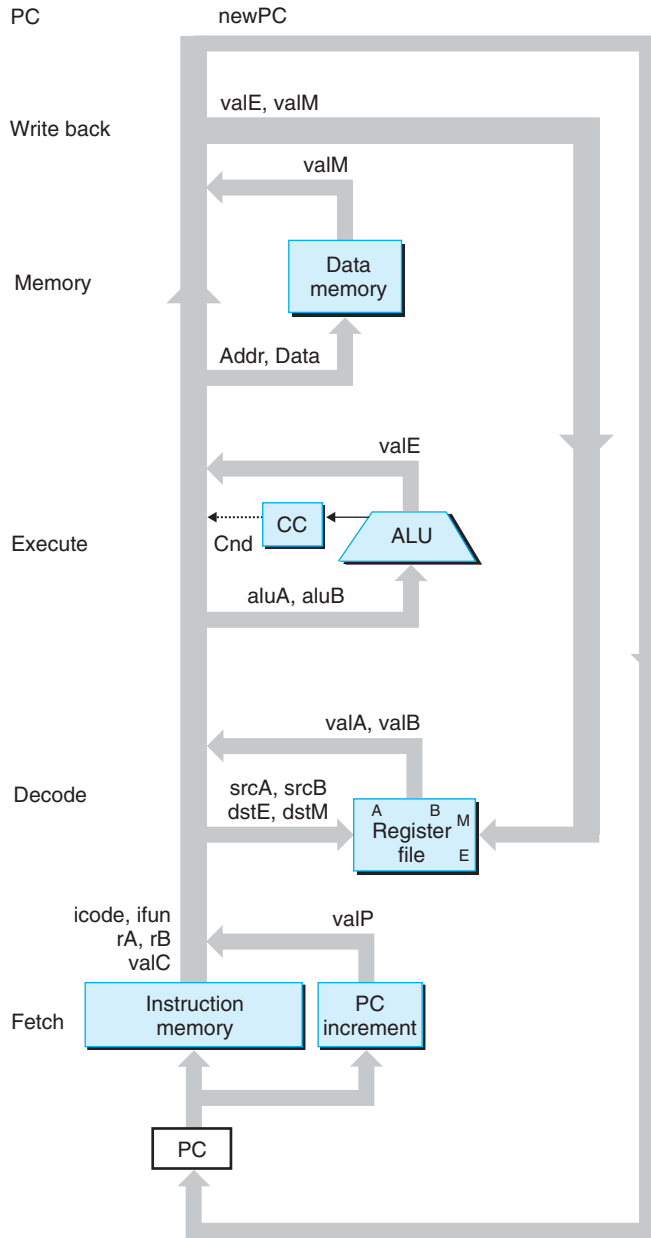 PC
newPC
valE, valM
Write back
valM
Data
memory
Memory
Addr, Data
valE
CC
ALU
Cnd
Execute
aluA, aluB
valA, valB
Decode
srcA, srcB
dstE, dstM
A
B
M
Register
file
E
icode, ifun
rA, rB
valC
valP
Fetch
Instruction
memory
PC
increment
PC